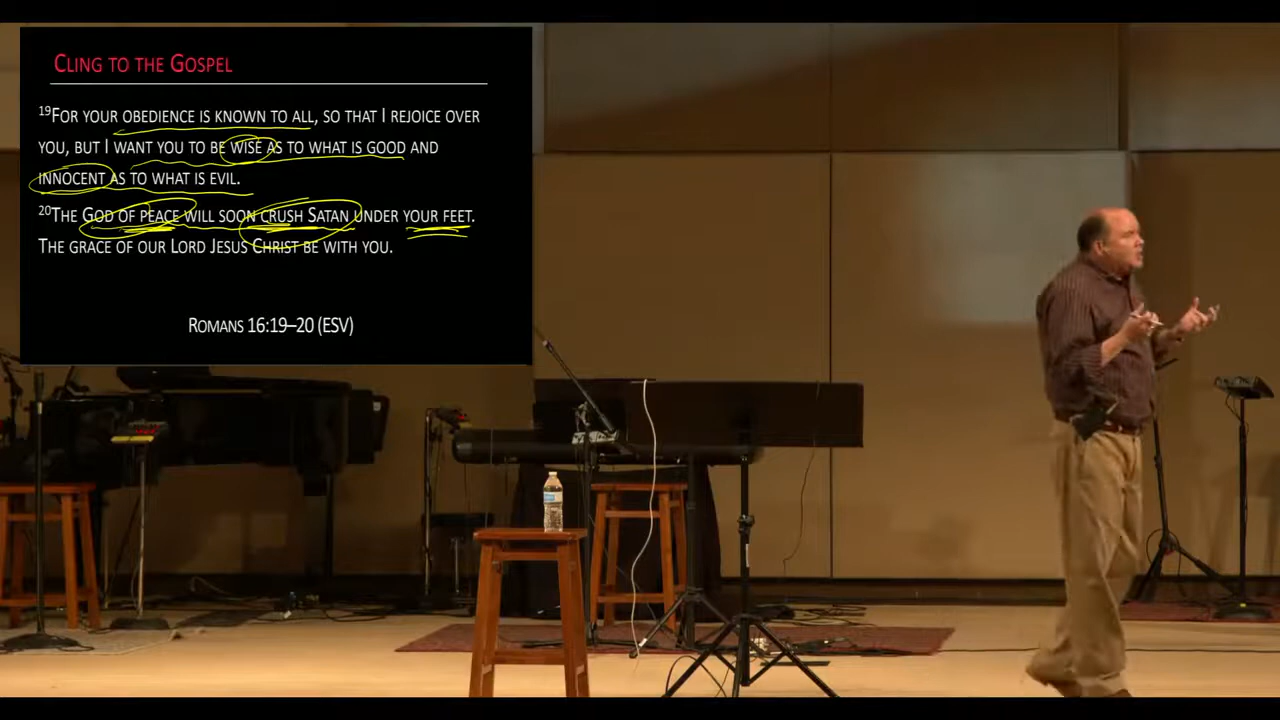 Cling to the Gospel
19For your obedience is known to all, so that I rejoice over
you, but I want you to be wise as to what is good and
innocent as to what is evil.
20The God of peace will soon crush Satan under your feet.
The grace of our Lord Jesus Christ be with you.
Romans 16:19–20 (ESV)